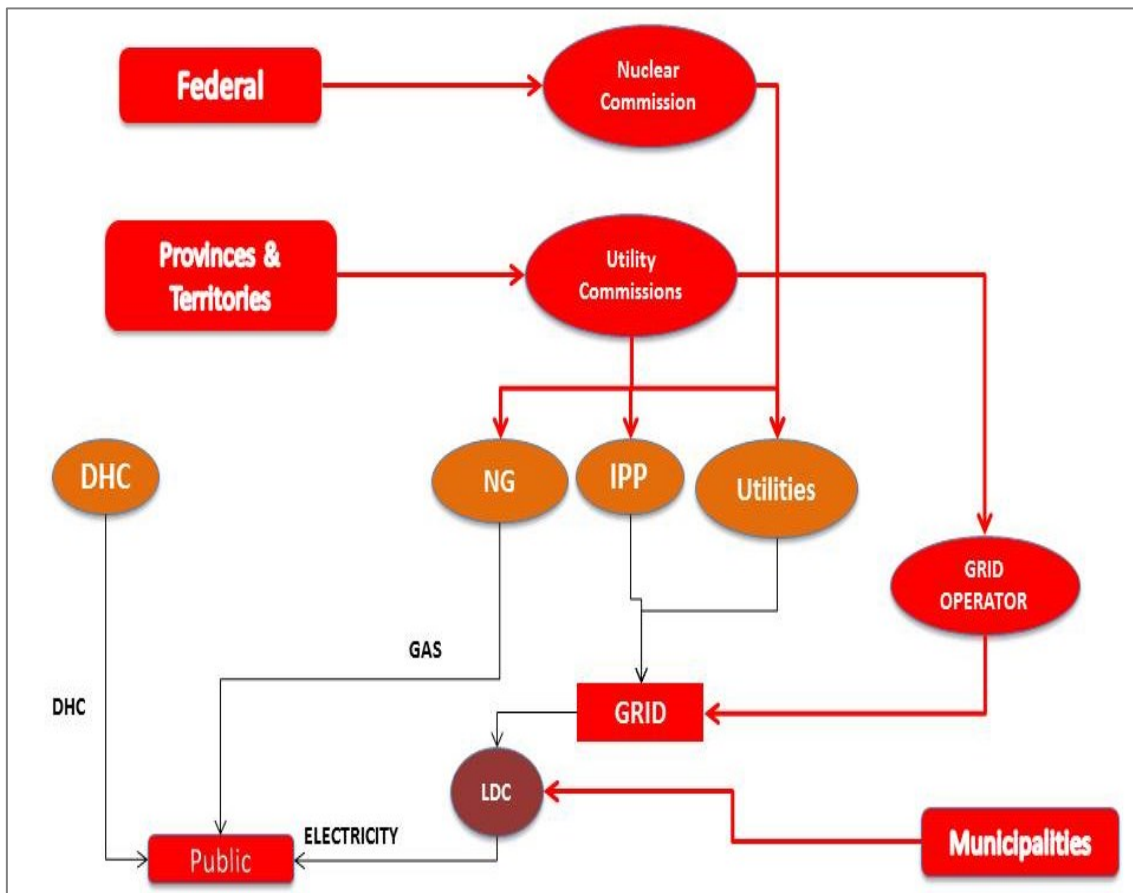 Federal
Nuclear
Commission
Provinces &
Territories
Utility
Commissions
DHC
NG
IPP
Utilities
GRID
OPERATOR
GAS
DHC
GRID
LDC
ELECTRICITY
Public
Municipalities